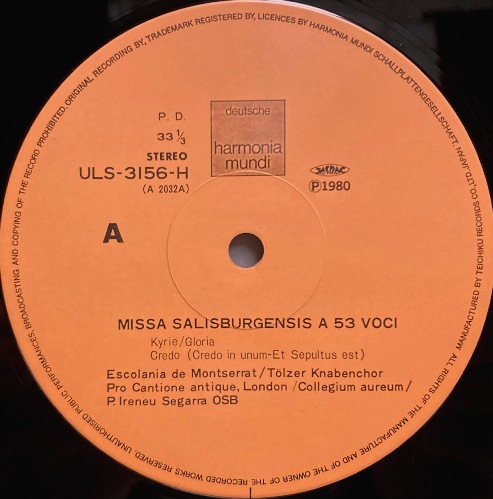 P. D.
33 1/3
STEREO
ULS-3156-H
(A 2032A)
deutsche
harmonia
mundi
JASRAC
Ⓟ1980
A
MISSA SALISBURGENSIS A 53 VOCI
Kyrie/Gloria
Credo (Credo in unum-Et Sepultus est)
Escolania de Montserrat/Tölzer Knabenchor
Pro Cantione antique, London/Collegium aureum/
P. Ireneu Segarra OSB
ALL RIGHTS OF THE MANUFACTURE AND OF THE OWNER OF THE RECORDED WORKS RESERVED. UNAUTHORISED PUBLIC PERFORMANCES, BROADCASTING AND COPYING OF THE RECORD PROHIBITED. ORIGINAL RECORDING BY, TRADEMARK REGISTERED BY, LICENCES BY HARMONIA MUNDI SCHALLPLATTENGESELLSCHAFT. MANUFACTURED BY TEICHIKU RECORDS CO., LTD. JAPAN.